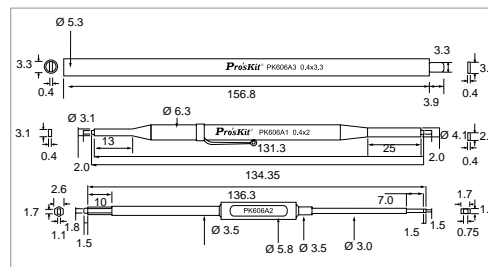 Ø 5.3
3.3
0.4
Pro'sKit® PK606A3 0.4x3.3
3.3
0.4
156.8
3.9
Ø 3.1
Ø 6.3
3.1
0.4
2.0
13
Pro'sKit® PK606A1 0.4x2
131.3
25
Ø 4.1
2.0
0.4
134.35
2.6
1.7
1.1
1.8
1.5
10
136.3
PK606A2
7.0
1.7
0.75
1.5
1.5
Ø 3.5
Ø 5.8
Ø 3.5
Ø 3.0